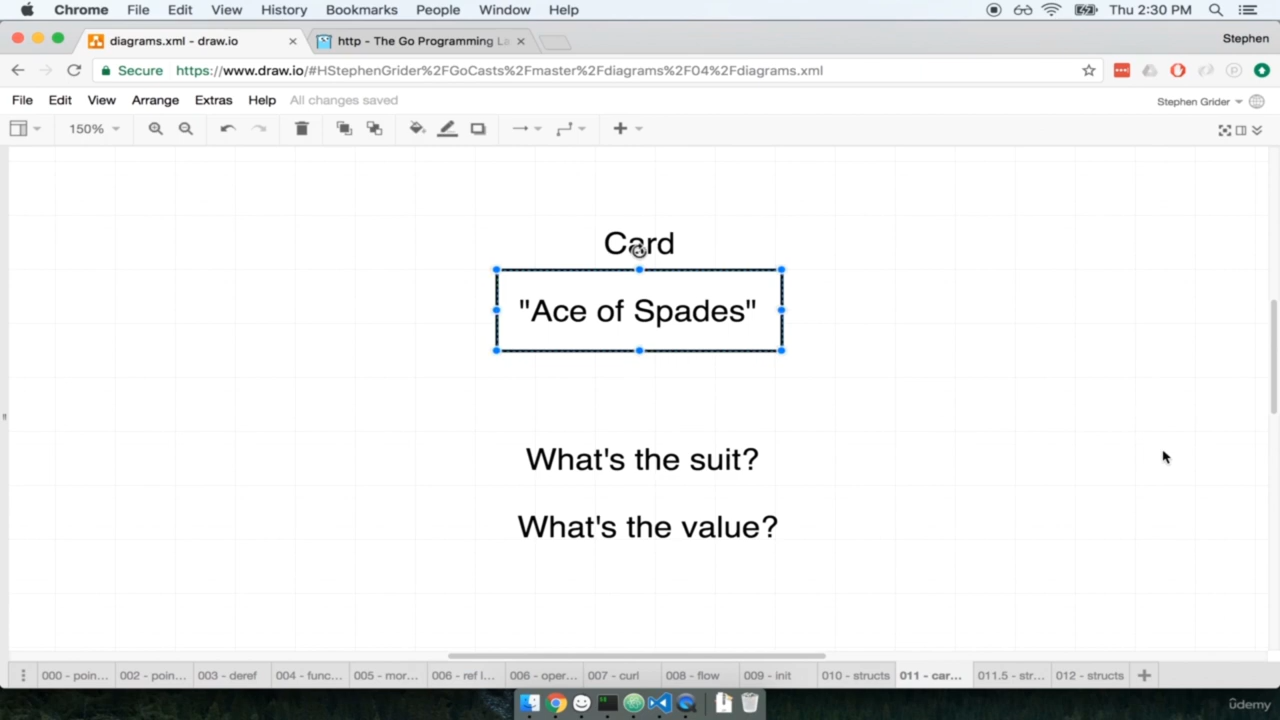 Chrome File Edit View History Bookmarks People Window Help Thu 2:30 PM
diagrams.xml - draw.io http - The Go Programming La Stephen
Secure https://www.draw.io/#HStephenGrider%2FGoCasts%2Fmaster%2Fdiagrams%2F04%2Fdiagrams.xml
File Edit View Arrange Extras Help All changes saved Stephen Grider
150%
Card
"Ace of Spades"
What's the suit?
What's the value?
000 - poin... 002 - poin... 003 - deref 004 - func... 005 - mor... 006 - ref l... 006 - oper... 007 - curl 008 - flow 009 - init 010 - structs 011 - car... 011.5 - str... 012 - structs
ûdemy